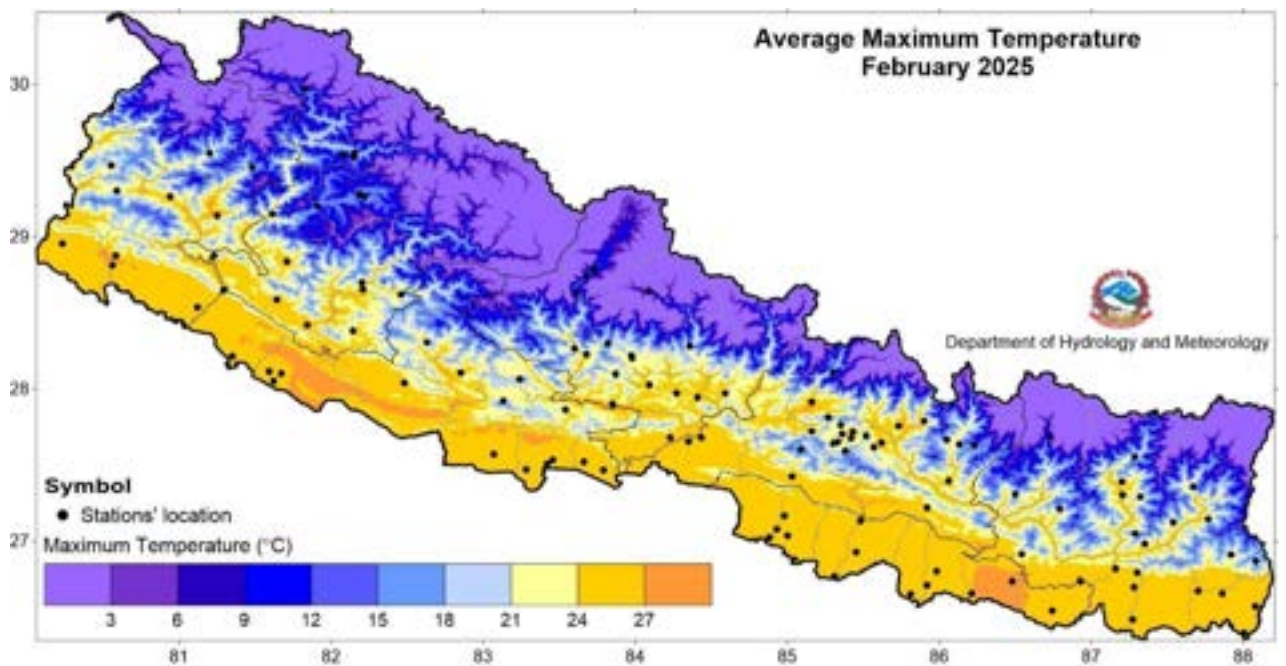 Average Maximum Temperature
February 2025
30
29
28
27
Department of Hydrology and Meteorology
Symbol
Stations' location
Maximum Temperature (°C)
3 6 9 12 15 18 21 24 27
81 82 83 84 85 86 87 88